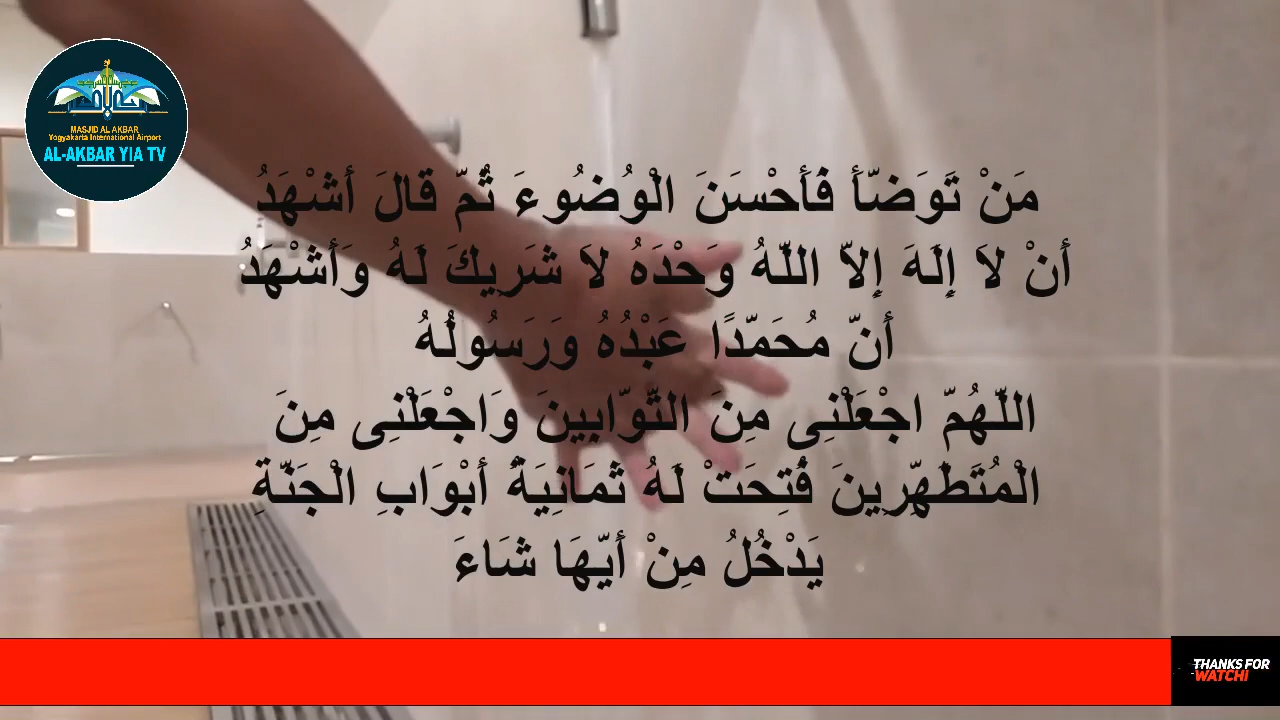 MASJID AL AKBAR
Yogyakarta International Airport
AL-AKBAR YIA TV
مَنْ تَوَضّأَ فَأَحْسَنَ الْوُضُوءَ ثُمّ قَالَ أَشْهَدُ
أَنْ لاَ إِلَهَ إِلاّ اللّهُ وَحْدَهُ لاَ شَرِيكَ لَهُ وَأَشْهَدُ
أَنّ مُحَمّدًا عَبْدُهُ وَرَسُولُهُ
اللّهُمّ اجْعَلْنِى مِنَ التّوّابِينَ وَاجْعَلْنِى مِنَ
الْمُتَطَهِّرِينَ فُتِحَتْ لَهُ ثَمَانِيَةُ أَبْوَابِ الْجَنّةِ
يَدْخُلُ مِنْ أَيّهَا شَاءَ
THANKS FOR
WATCHI